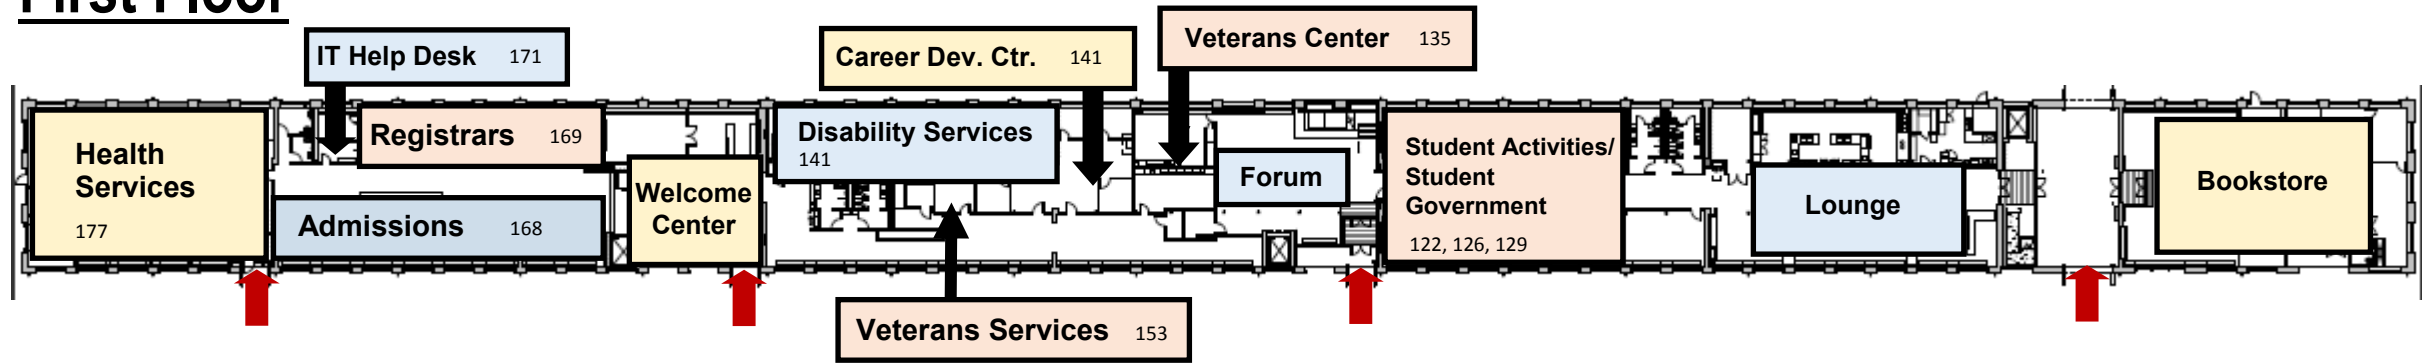 First Floor
IT Help Desk 171
Career Dev. Ctr. 141
Veterans Center 135
Health
Services
177
Registrars 169
Admissions 168
Welcome
Center
Disability Services
141
Forum
Student Activities/
Student
Government
122, 126, 129
Lounge
Bookstore
Veterans Services 153